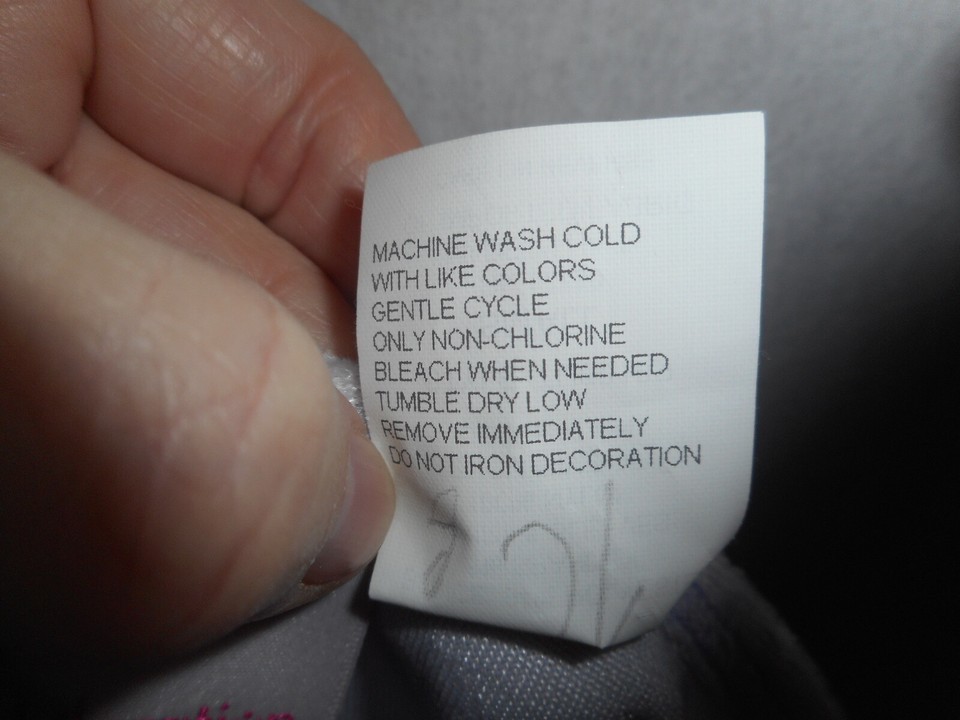 MACHINE WASH COLD
WITH LIKE COLORS
GENTLE CYCLE
ONLY NON-CHLORINE
BLEACH WHEN NEEDED
TUMBLE DRY LOW
REMOVE IMMEDIATELY
DO NOT IRON DECORATION